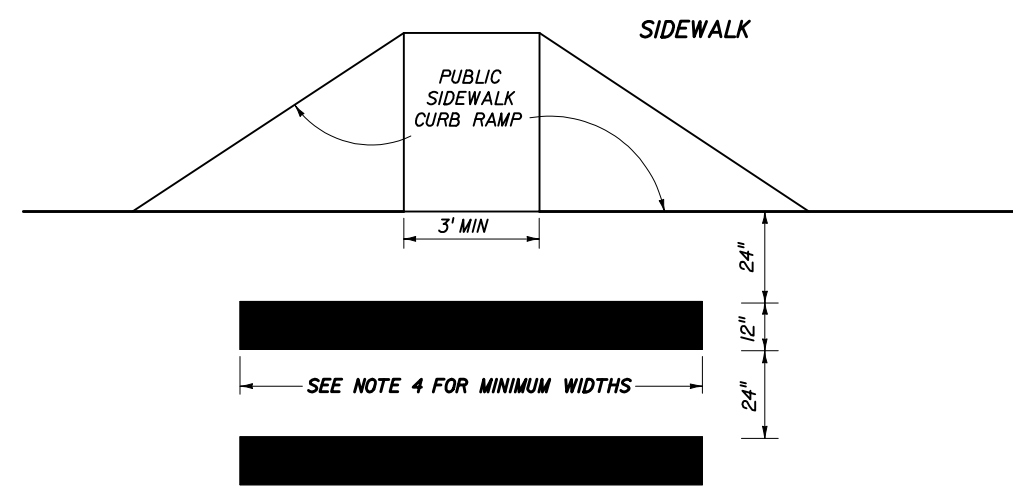 SIDEWALK
PUBLIC
SIDEWALK
CURB RAMP
3' MIN
24"
12"
SEE NOTE 4 FOR MINIMUM WIDTHS
24"